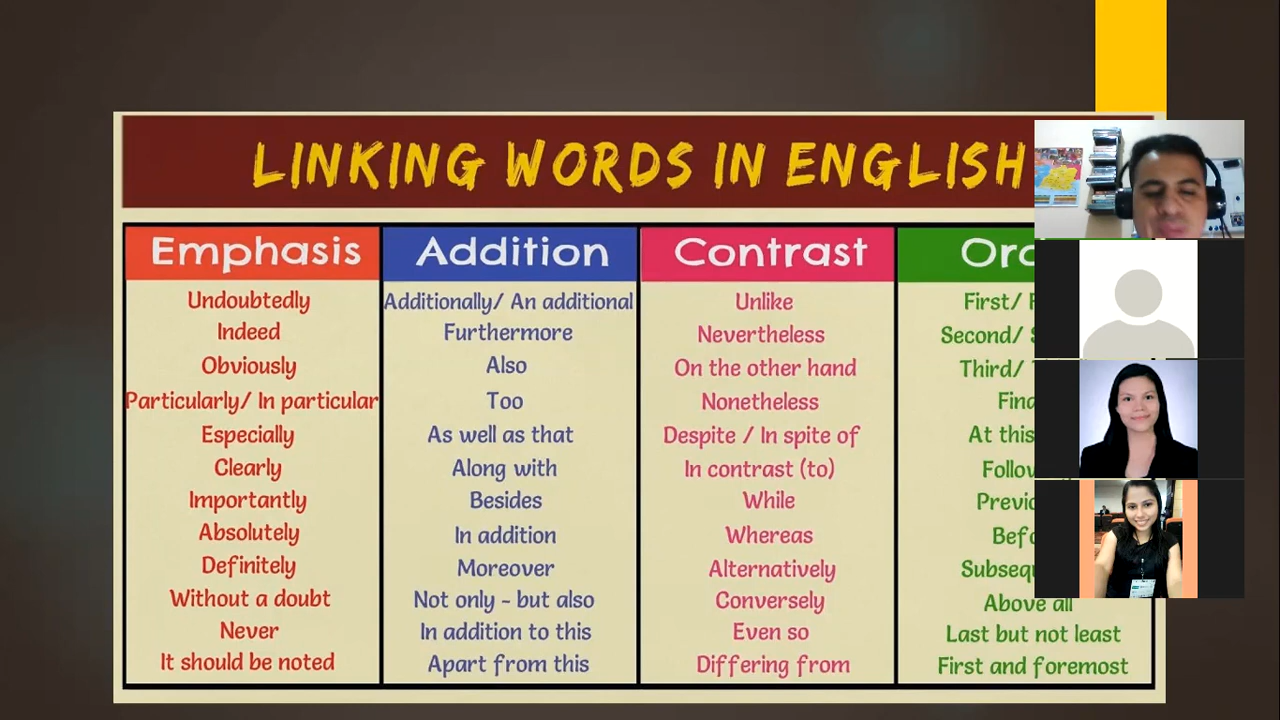 LINKING WORDS IN ENGLISH
Emphasis
Undoubtedly
Indeed
Obviously
Particularly/ In particular
Especially
Clearly
Importantly
Absolutely
Definitely
Without a doubt
Never
It should be noted
Addition
Additionally/ An additional
Furthermore
Also
Too
As well as that
Along with
Besides
In addition
Moreover
Not only - but also
In addition to this
Apart from this
Contrast
Unlike
Nevertheless
On the other hand
Nonetheless
Despite / In spite of
In contrast (to)
While
Whereas
Alternatively
Conversely
Even so
Differing from
First/
Second/
Third/
At this
Above all
Last but not least
First and foremost